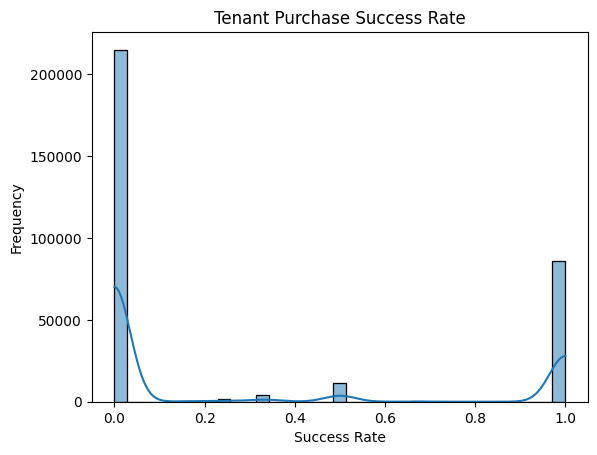 Tenant Purchase Success Rate
Frequency
200000
150000
100000
50000
0
0.0 0.2 0.4 0.6 0.8 1.0
Success Rate